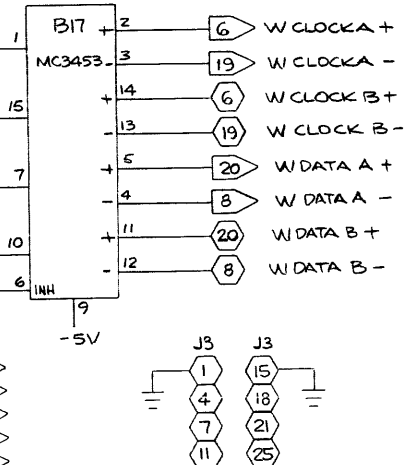 B17 + 2 6 W CLOCKA +
1 MC3453 - 3 19 W CLOCKA -
+ 14 6 W CLOCK B+
15 - 13 19 W CLOCK B-
+ 5 20 W DATA A +
7 - 4 8 W DATA A -
10 + 11 20 W DATA B+
- 12 8 W DATA B-
6 INH
9
-5V
J3 J3
1 15
4 18
7 21
11 25